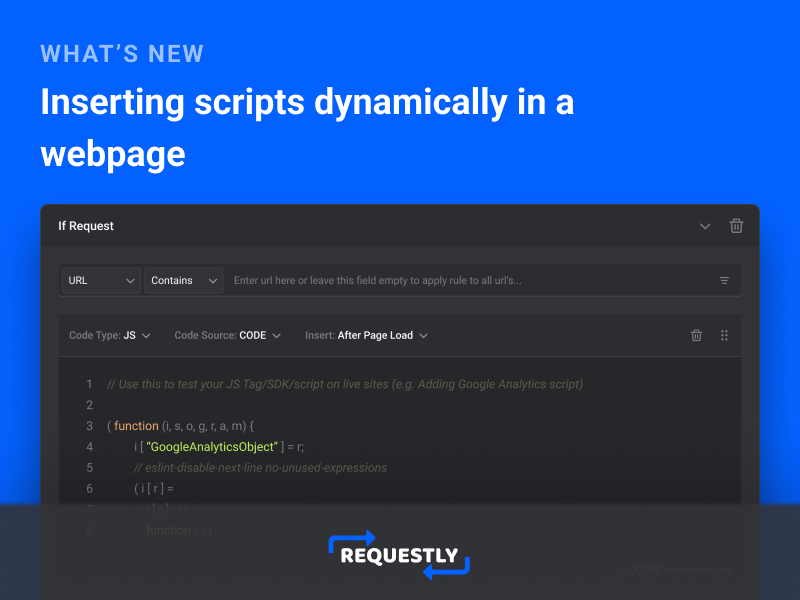 WHAT’S NEW
Inserting scripts dynamically in a
webpage
If Request
URL Contains Enter url here or leave this field empty to apply rule to all url's...
Code Type: JS Code Source: CODE Insert: After Page Load
1 // Use this to test your JS Tag/SDK/script on live sites (e.g. Adding Google Analytics script)
2
3 ( function (i, s, o, g, r, a, m) {
4 i [ “GoogleAnalyticsObject” ] = r;
5 // eslint-disable-next-line no-unused-expressions
6 ( i [ r ] =
7
8 function
REQUESTLY
characters left